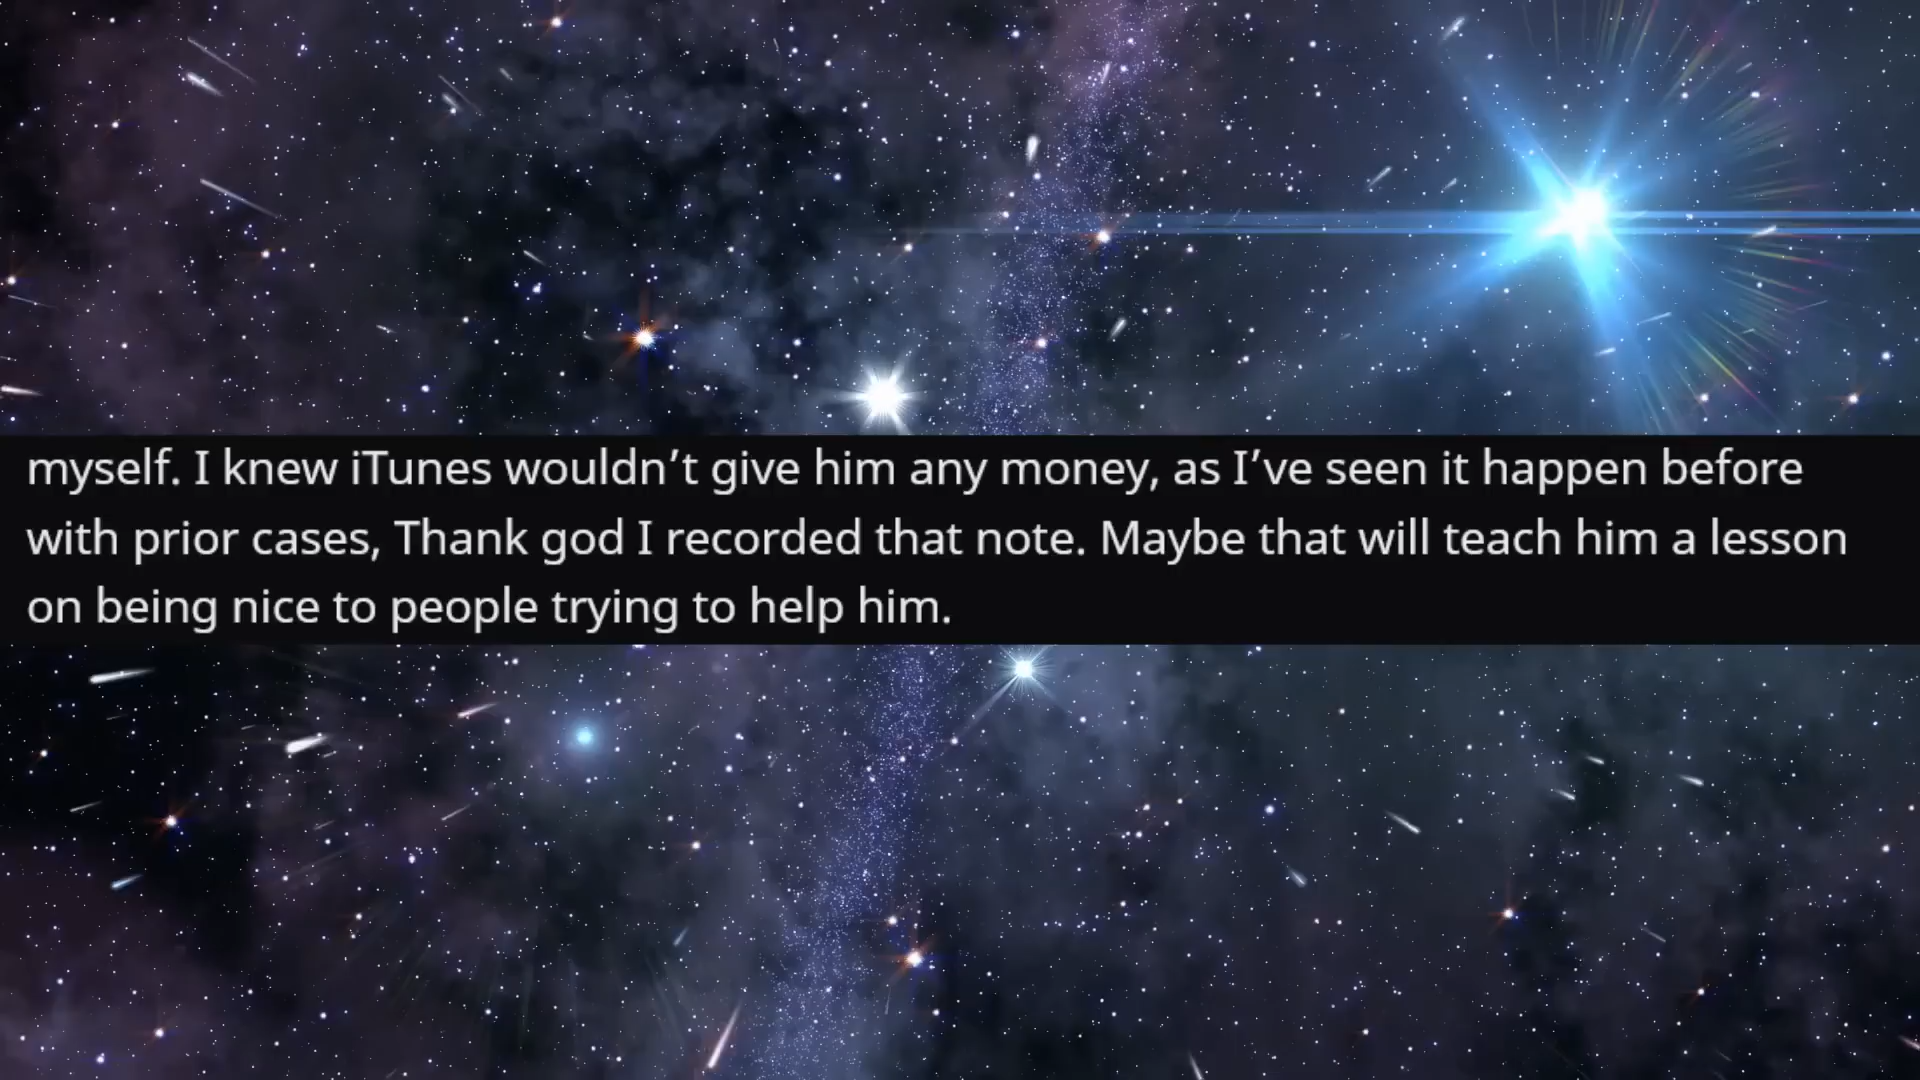 myself. I knew iTunes wouldn’t give him any money, as I’ve seen it happen before
with prior cases, Thank god I recorded that note. Maybe that will teach him a lesson
on being nice to people trying to help him.